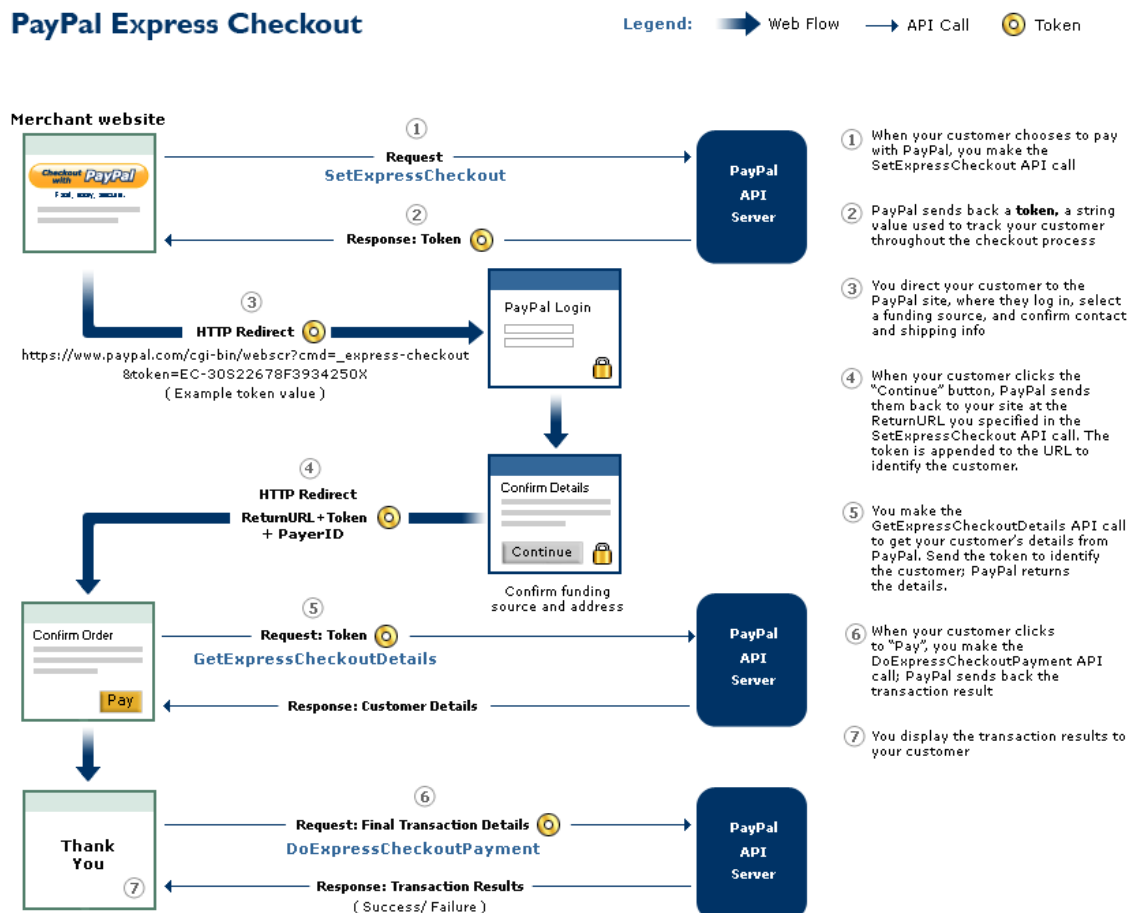 PayPal Express Checkout
Legend:
Web Flow
API Call
Token
Merchant website
Checkout
with PayPal
Fast, easy, secure.
1
Request
SetExpressCheckout
2
Response: Token
PayPal
API
Server
3
HTTP Redirect
https://www.paypal.com/cgi-bin/webscr?cmd=_express-checkout
&token=EC-30S22678F3934250X
( Example token value )
PayPal Login
4
HTTP Redirect
ReturnURL+Token
+ PayerID
Confirm Details
Continue
Confirm funding
source and address
Confirm Order
Pay
5
Request: Token
GetExpressCheckoutDetails
Response: Customer Details
PayPal
API
Server
Thank
You
7
6
Request: Final Transaction Details
DoExpressCheckoutPayment
Response: Transaction Results
( Success/ Failure )
PayPal
API
Server
1 When your customer chooses to pay
with PayPal, you make the
SetExpressCheckout API call
2 PayPal sends back a token, a string
value used to track your customer
throughout the checkout process
3 You direct your customer to the
PayPal site, where they log in, select
a funding source, and confirm contact
and shipping info
4 When your customer clicks the
“Continue” button, PayPal sends
them back to your site at the
ReturnURL you specified in the
SetExpressCheckout API call. The
token is appended to the URL to
identify the customer.
5 You make the
GetExpressCheckoutDetails API call
to get your customer’s details from
PayPal. Send the token to identify
the customer; PayPal returns
the details.
6 When your customer clicks
to “Pay”, you make the
DoExpressCheckoutPayment API
call; PayPal sends back the
transaction result
7 You display the transaction results to
your customer